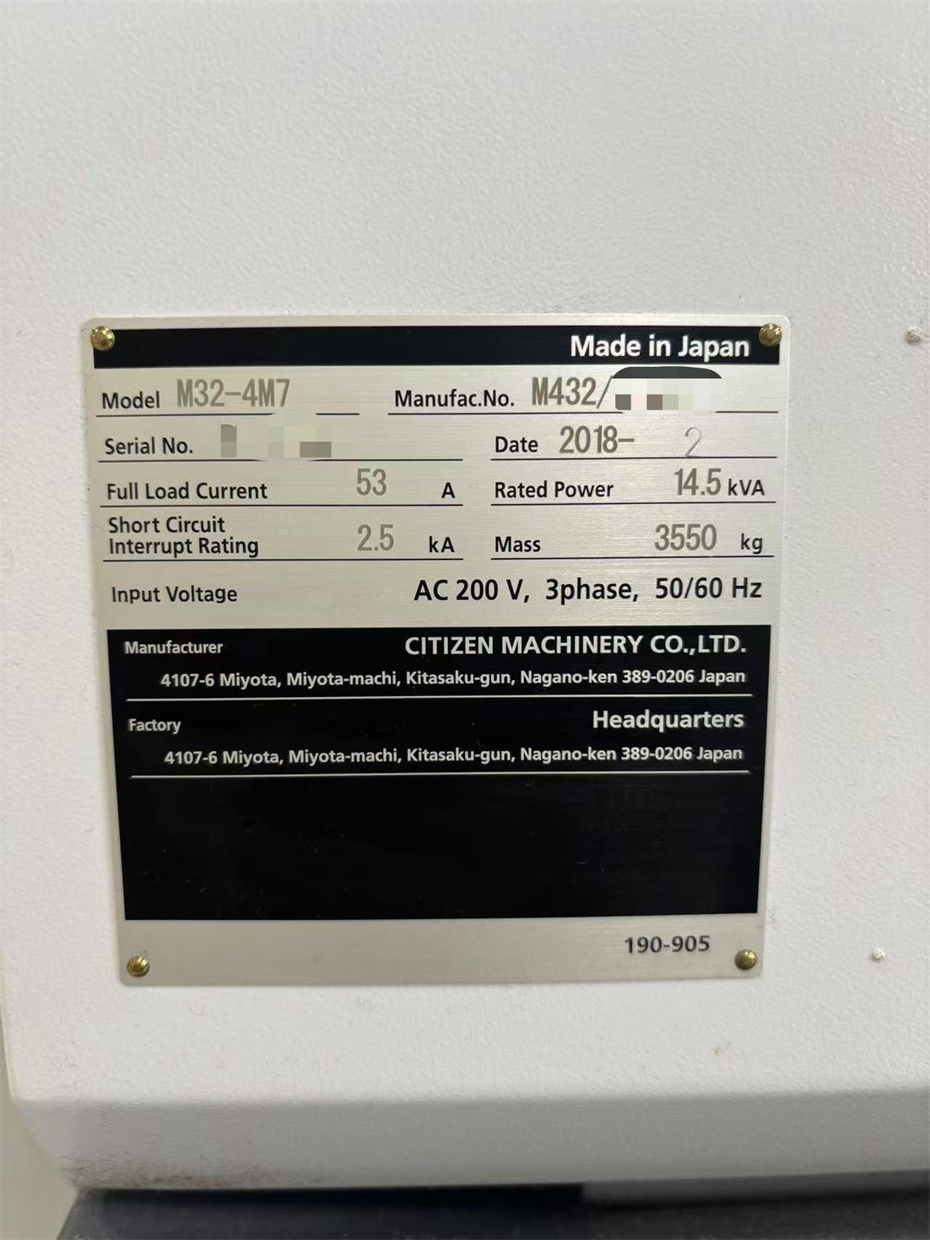 Made in Japan
Model M32-4M7 Manufac.No. M432/
Serial No. Date 2018- 2
Full Load Current 53 A Rated Power 14.5 kVA
Short Circuit
Interrupt Rating 2.5 kA Mass 3550 kg
Input Voltage AC 200 V, 3phase, 50/60 Hz
Manufacturer CITIZEN MACHINERY CO.,LTD.
4107-6 Miyota, Miyota-machi, Kitasaku-gun, Nagano-ken 389-0206 Japan
Factory Headquarters
4107-6 Miyota, Miyota-machi, Kitasaku-gun, Nagano-ken 389-0206 Japan
190-905